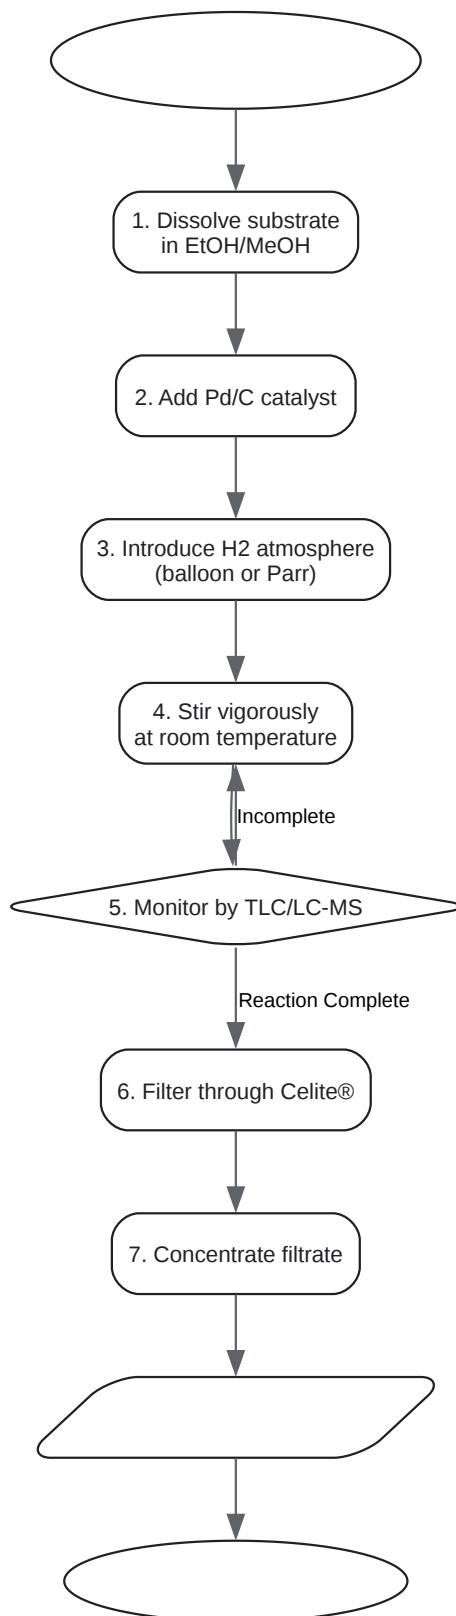 1. Dissolve substrate
in EtOH/MeOH
2. Add Pd/C catalyst
3. Introduce H2 atmosphere
(balloon or Parr)
4. Stir vigorously
at room temperature
Incomplete
5. Monitor by TLC/LC-MS
Reaction Complete
6. Filter through Celite®
7. Concentrate filtrate